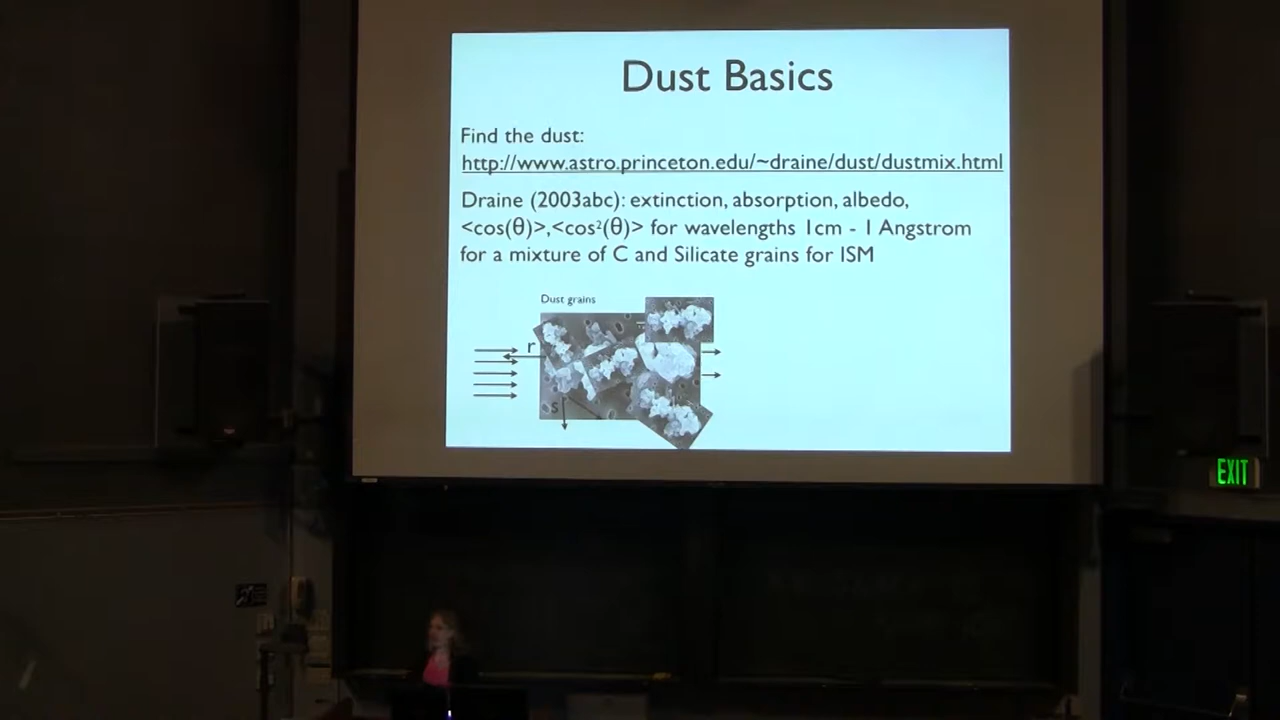 Dust Basics
Find the dust:
http://www.astro.princeton.edu/~draine/dust/dustmix.html
Draine (2003abc): extinction, absorption, albedo,
<cos(θ)>,<cos²(θ)> for wavelengths 1cm - 1 Angstrom
for a mixture of C and Silicate grains for ISM
Dust grains
r
s
EXIT